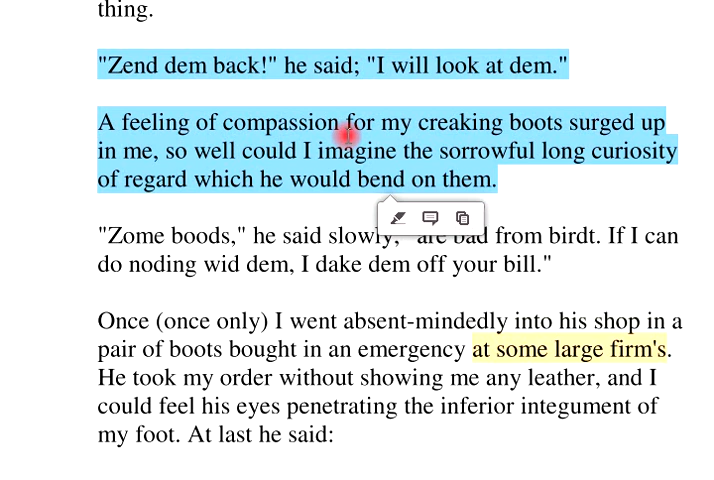 thing.
"Zend dem back!" he said; "I will look at dem."
A feeling of compassion for my creaking boots surged up
in me, so well could I imagine the sorrowful long curiosity
of regard which he would bend on them.
"Zome boods," he said slowly, "are bad from birdt. If I can
do noding wid dem, I dake dem off your bill."
Once (once only) I went absent-mindedly into his shop in a
pair of boots bought in an emergency at some large firm's.
He took my order without showing me any leather, and I
could feel his eyes penetrating the inferior integument of
my foot. At last he said: